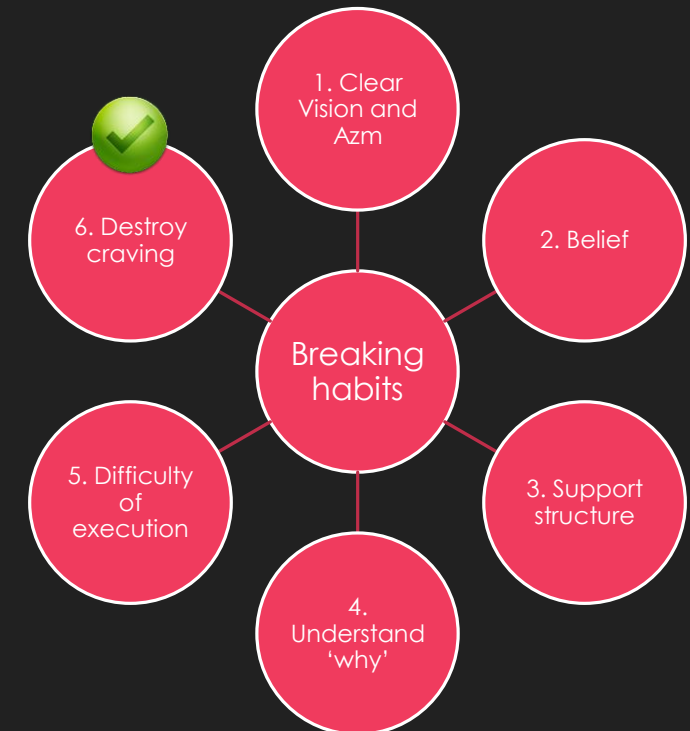 1. Clear
Vision and
Azm
2. Belief
3. Support
structure
4.
Understand
‘why’
5. Difficulty
of
execution
6. Destroy
craving
Breaking
habits